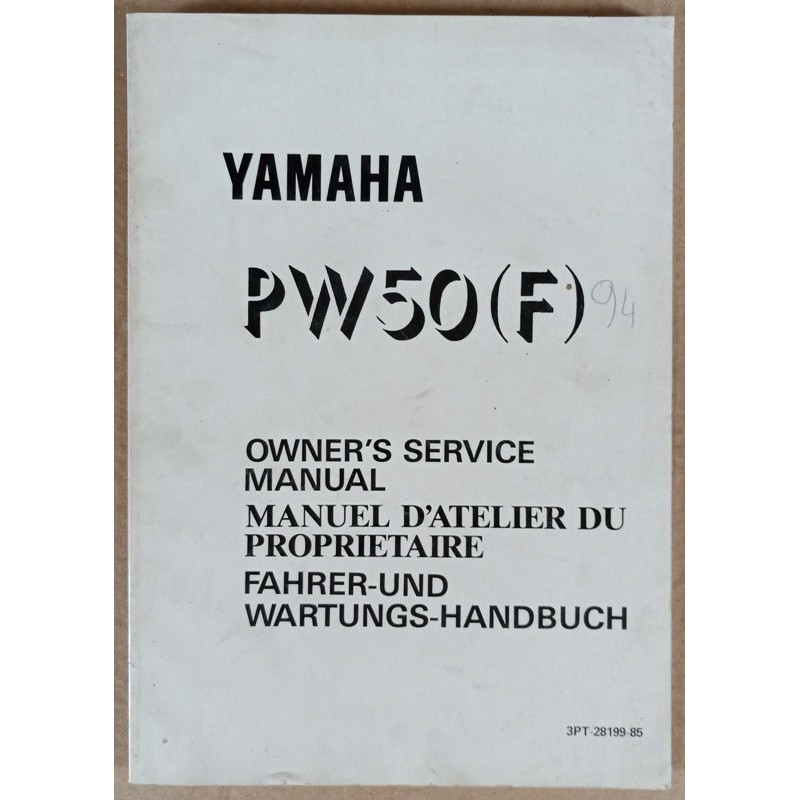 YAMAHA
PW50(F) 94
OWNER'S SERVICE
MANUAL
MANUEL D'ATELIER DU
PROPRIETAIRE
FAHRER-UND
WARTUNGS-HANDBUCH
3PT-28199-85